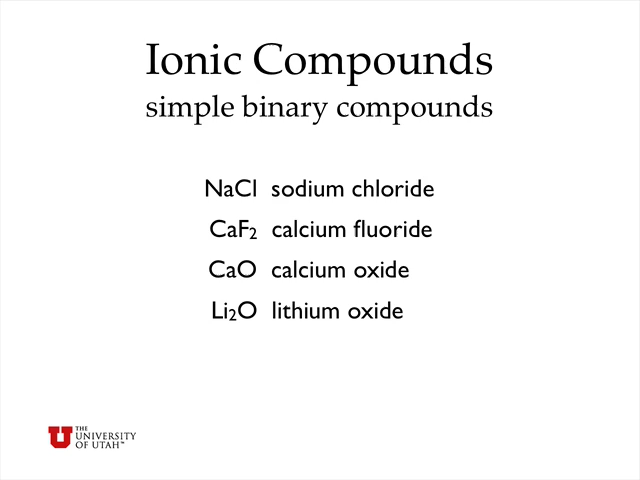 Ionic Compounds
simple binary compounds
NaCl sodium chloride
CaF₂ calcium fluoride
CaO calcium oxide
Li₂O lithium oxide
U THE
UNIVERSITY
OF UTAH™